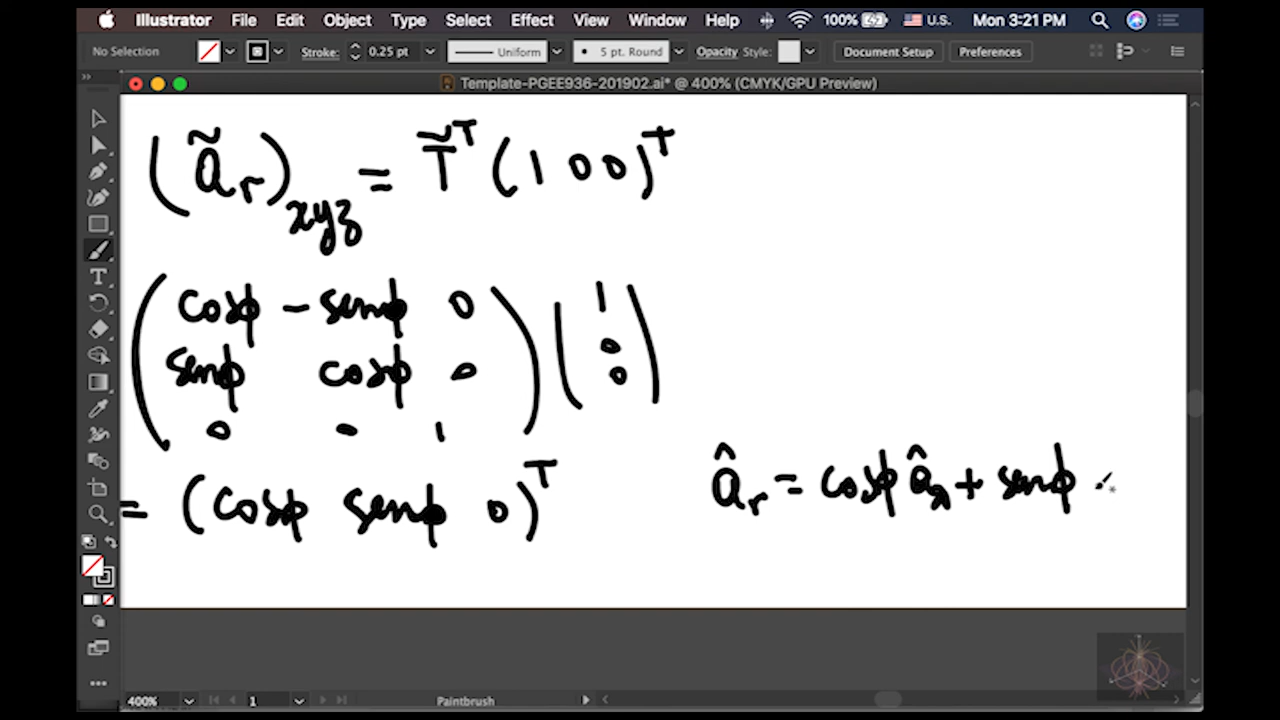 Illustrator File Edit Object Type Select Effect View Window Help 100% U.S. Mon 3:21 PM
No Selection Stroke: 0.25 pt Uniform 5 pt. Round Opacity Style: Document Setup Preferences
Template-PGEE936-201902.ai* @ 400% (CMYK/GPU Preview)
(ã_r)_xyz = T̃^T (1 0 0)^T
(cosϕ -senϕ 0) (1)
(senϕ cosϕ 0) (0)
(0 0 1) (0)
= (cosϕ senϕ 0)^T
â_r = cosϕ â_x + senϕ
400% 1 Paintbrush